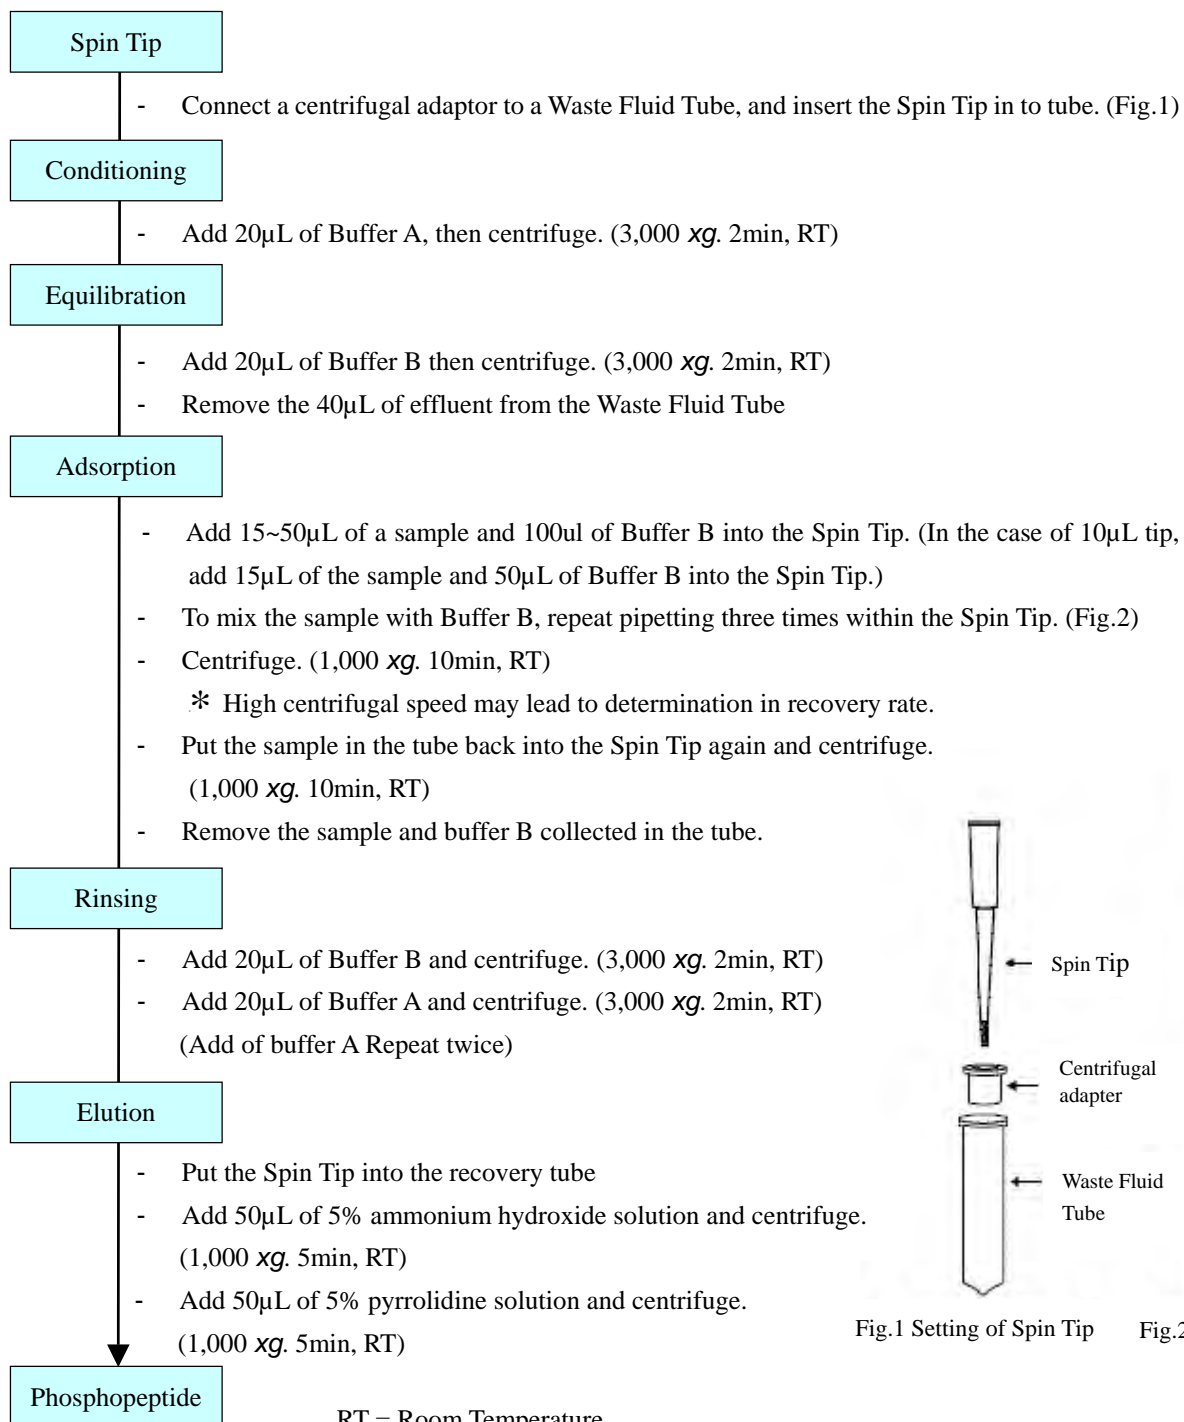 Spin Tip
- Connect a centrifugal adaptor to a Waste Fluid Tube, and insert the Spin Tip in to tube. (Fig.1)
Conditioning
- Add 20µL of Buffer A, then centrifuge. (3,000 xg. 2min, RT)
Equilibration
- Add 20µL of Buffer B then centrifuge. (3,000 xg. 2min, RT)
- Remove the 40µL of effluent from the Waste Fluid Tube
Adsorption
- Add 15~50µL of a sample and 100ul of Buffer B into the Spin Tip. (In the case of 10µL tip,
add 15µL of the sample and 50µL of Buffer B into the Spin Tip.)
- To mix the sample with Buffer B, repeat pipetting three times within the Spin Tip. (Fig.2)
- Centrifuge. (1,000 xg. 10min, RT)
* High centrifugal speed may lead to determination in recovery rate.
- Put the sample in the tube back into the Spin Tip again and centrifuge.
(1,000 xg. 10min, RT)
- Remove the sample and buffer B collected in the tube.
Rinsing
- Add 20µL of Buffer B and centrifuge. (3,000 xg. 2min, RT)
- Add 20µL of Buffer A and centrifuge. (3,000 xg. 2min, RT)
(Add of buffer A Repeat twice)
Elution
- Put the Spin Tip into the recovery tube
- Add 50µL of 5% ammonium hydroxide solution and centrifuge.
(1,000 xg. 5min, RT)
- Add 50µL of 5% pyrrolidine solution and centrifuge.
(1,000 xg. 5min, RT)
Phosphopeptide
RT = Room Temperature
Spin Tip
Centrifugal
adapter
Waste Fluid
Tube
Fig.1 Setting of Spin Tip
Fig.2